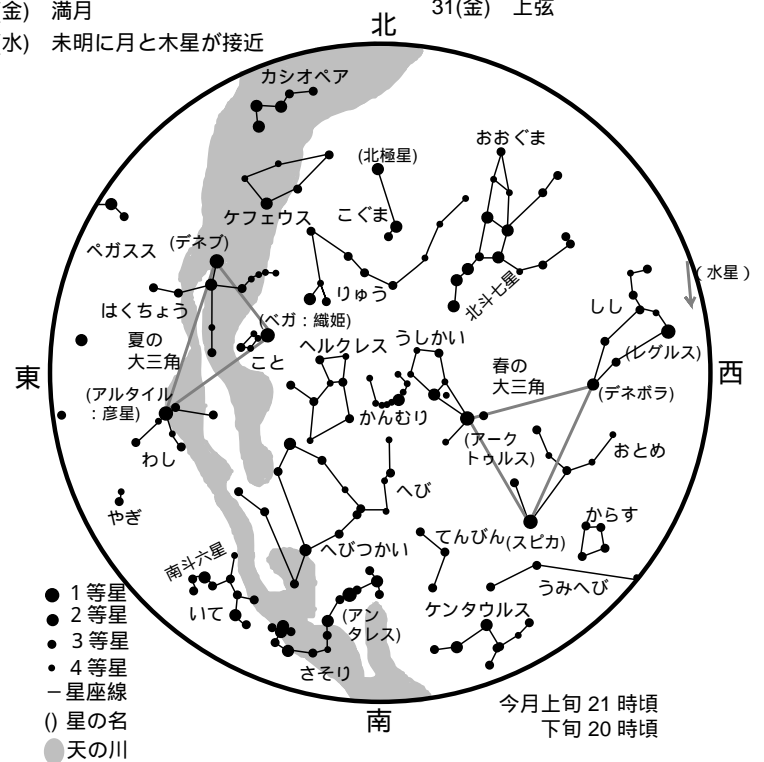 (金) 満月
(水) 未明に月と木星が接近
31(金) 上弦
北
カシオペア
おおぐま
(北極星)
ケフェウス
こぐま
ペガスス
(デネブ)
りゅう
北斗七星
(水星)
はくちょう
(ベガ：織姫)
しし
夏の
大三角
こと
ヘルクレス
うしかい
春の
大三角
(レグルス)
東
西
(アルタイル
：彦星)
かんむり
(デネボラ)
わし
(アーク
トゥルス)
おとめ
へび
やぎ
からす
へびつかい
てんびん
(スピカ)
南斗六星
うみへび
いて
(アン
タレス)
ケンタウルス
さそり
1等星
2等星
3等星
4等星
－星座線
() 星の名
天の川
南
今月上旬 21 時頃
下旬 20 時頃